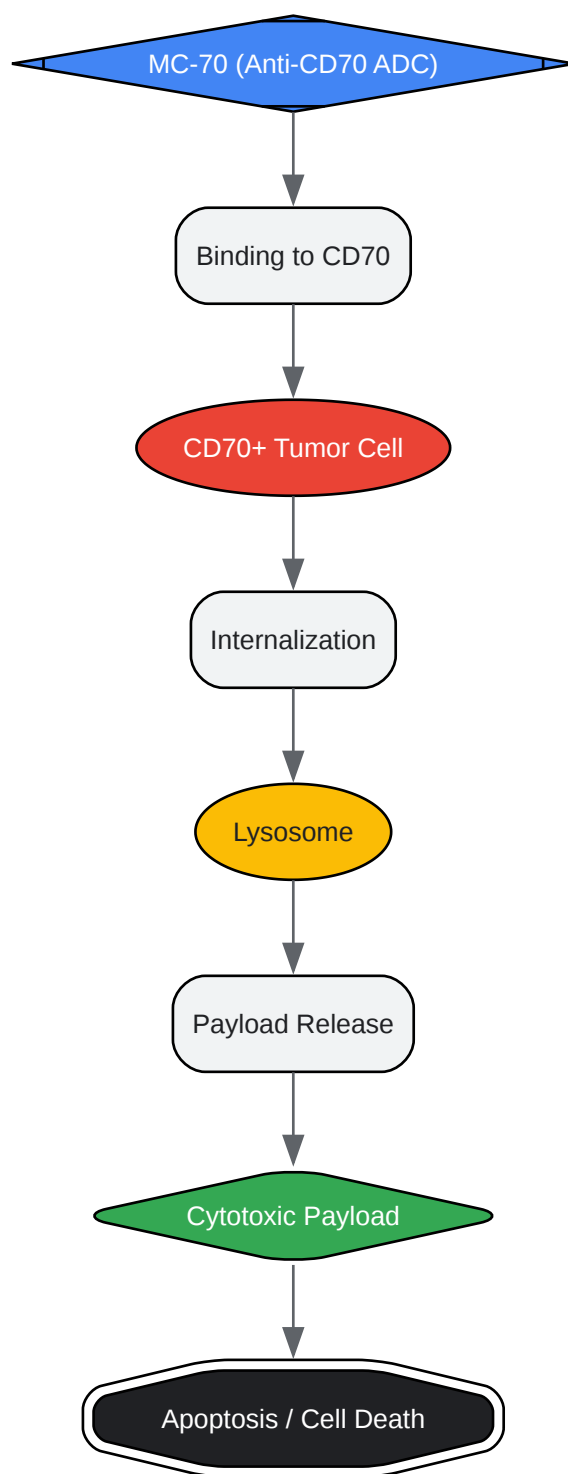 MC-70 (Anti-CD70 ADC)
Binding to CD70
CD70+ Tumor Cell
Internalization
Lysosome
Payload Release
Cytotoxic Payload
Apoptosis / Cell Death